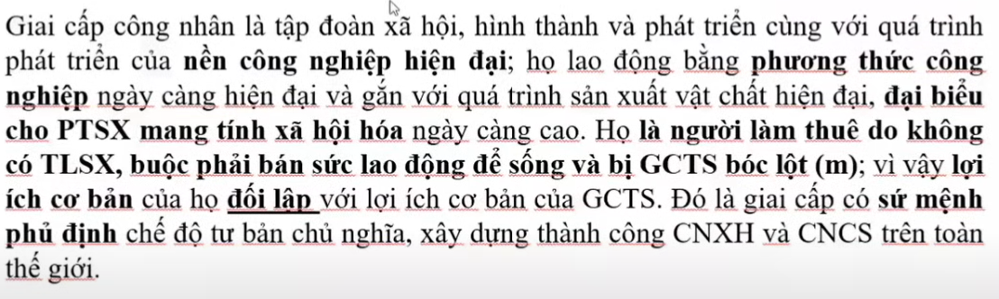 Giai cấp công nhân là tập đoàn xã hội, hình thành và phát triển cùng với quá trình
phát triển của nền công nghiệp hiện đại; họ lao động bằng phương thức công
nghiệp ngày càng hiện đại và gắn với quá trình sản xuất vật chất hiện đại, đại biểu
cho PTSX mang tính xã hội hóa ngày càng cao. Họ là người làm thuê do không
có TLSX, buộc phải bán sức lao động để sống và bị GCTS bóc lột (m); vì vậy lợi
ích cơ bản của họ đối lập với lợi ích cơ bản của GCTS. Đó là giai cấp có sứ mệnh
phủ định chế độ tư bản chủ nghĩa, xây dựng thành công CNXH và CNCS trên toàn
thế giới.